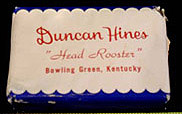 Duncan Hines
"Head Rooster"
Bowling Green, Kentucky